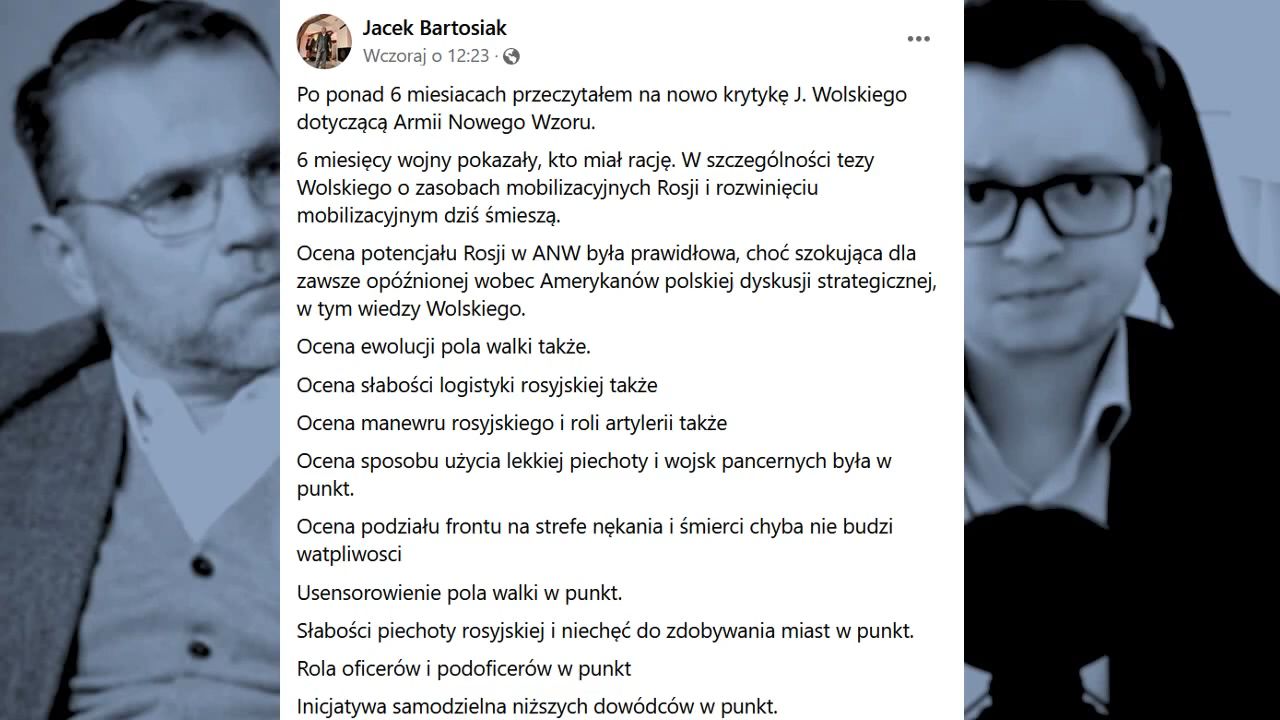 Jacek Bartosiak
Wczoraj o 12:23 ·
Po ponad 6 miesiacach przeczytałem na nowo krytykę J. Wolskiego
dotyczącą Armii Nowego Wzoru.
6 miesięcy wojny pokazały, kto miał rację. W szczególności tezy
Wolskiego o zasobach mobilizacyjnych Rosji i rozwinięciu
mobilizacyjnym dziś śmieszą.
Ocena potencjału Rosji w ANW była prawidłowa, choć szokująca dla
zawsze opóźnionej wobec Amerykanów polskiej dyskusji strategicznej,
w tym wiedzy Wolskiego.
Ocena ewolucji pola walki także.
Ocena słabości logistyki rosyjskiej także
Ocena manewru rosyjskiego i roli artylerii także
Ocena sposobu użycia lekkiej piechoty i wojsk pancernych była w
punkt.
Ocena podziału frontu na strefe nękania i śmierci chyba nie budzi
watpliwosci
Usensorowienie pola walki w punkt.
Słabości piechoty rosyjskiej i niechęć do zdobywania miast w punkt.
Rola oficerów i podoficerów w punkt
Inicjatywa samodzielna niższych dowódców w punkt.